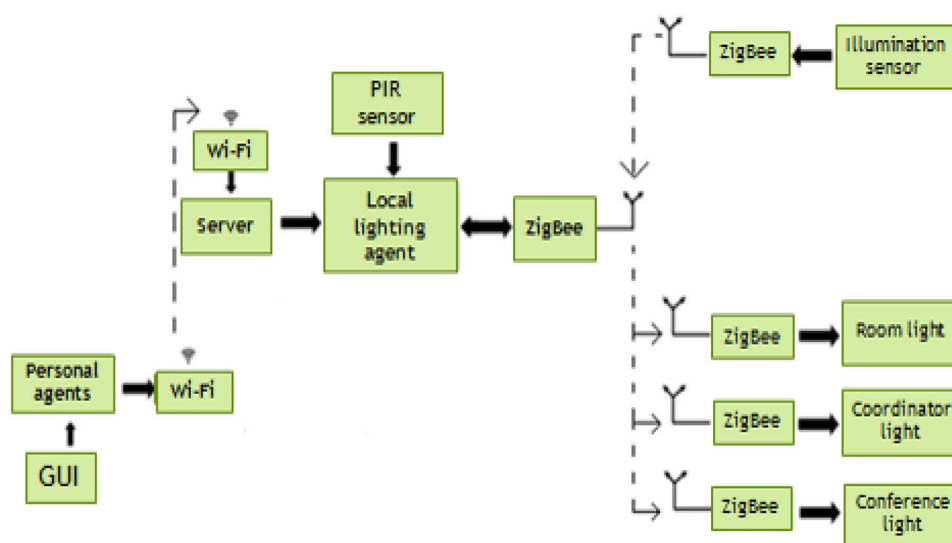 ZigBee
Illumination
sensor
PIR
sensor
Wi-Fi
Server
Local
lighting
agent
ZigBee
Personal
agents
Wi-Fi
GUI
ZigBee
Room light
ZigBee
Coordinator
light
ZigBee
Conference
light